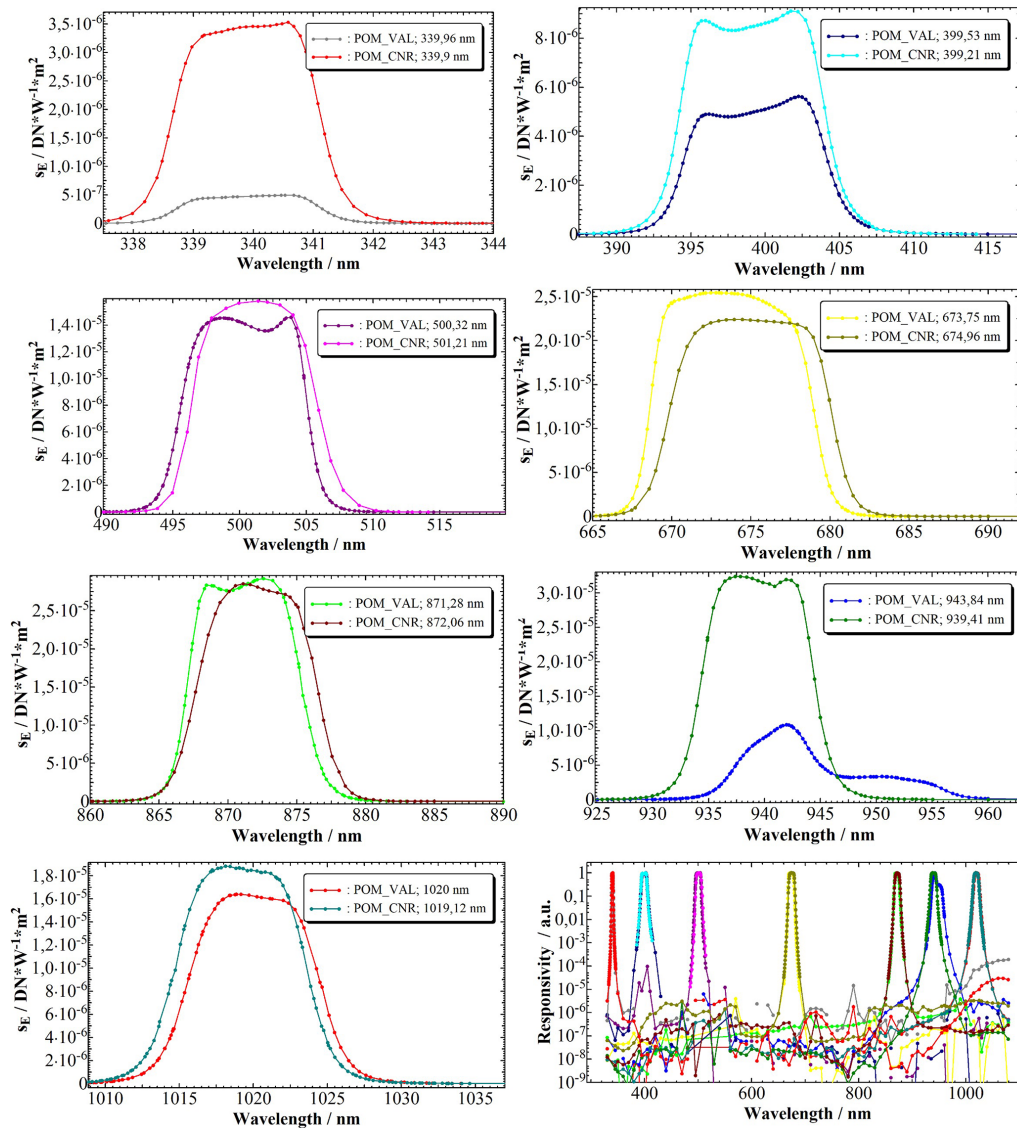 3,5·10⁻⁶
3,0·10⁻⁶
2,5·10⁻⁶
2,0·10⁻⁶
1,5·10⁻⁶
1,0·10⁻⁶
5·10⁻⁷
0
338 339 340 341 342 343 344
Wavelength / nm
s_E / DN*W⁻¹*m²
: POM_VAL; 339,96 nm
: POM_CNR; 339,9 nm
8·10⁻⁶
6·10⁻⁶
4·10⁻⁶
2·10⁻⁶
0
390 395 400 405 410 415
Wavelength / nm
s_E / DN*W⁻¹*m²
: POM_VAL; 399,53 nm
: POM_CNR; 399,21 nm
1,4·10⁻⁵
1,2·10⁻⁵
1,0·10⁻⁵
8·10⁻⁶
6·10⁻⁶
4·10⁻⁶
2·10⁻⁶
0
490 495 500 505 510 515
Wavelength / nm
s_E / DN*W⁻¹*m²
: POM_VAL; 500,32 nm
: POM_CNR; 501,21 nm
2,5·10⁻⁵
2,0·10⁻⁵
1,5·10⁻⁵
1,0·10⁻⁵
5·10⁻⁶
0
665 670 675 680 685 690
Wavelength / nm
s_E / DN*W⁻¹*m²
: POM_VAL; 673,75 nm
: POM_CNR; 674,96 nm
2,5·10⁻⁵
2,0·10⁻⁵
1,5·10⁻⁵
1,0·10⁻⁵
5·10⁻⁶
0
860 865 870 875 880 885 890
Wavelength / nm
s_E / DN*W⁻¹*m²
: POM_VAL; 871,28 nm
: POM_CNR; 872,06 nm
3,0·10⁻⁵
2,5·10⁻⁵
2,0·10⁻⁵
1,5·10⁻⁵
1,0·10⁻⁵
5·10⁻⁶
0
925 930 935 940 945 950 955 960
Wavelength / nm
s_E / DN*W⁻¹*m²
: POM_VAL; 943,84 nm
: POM_CNR; 939,41 nm
1,8·10⁻⁵
1,6·10⁻⁵
1,4·10⁻⁵
1,2·10⁻⁵
1,0·10⁻⁵
8·10⁻⁶
6·10⁻⁶
4·10⁻⁶
2·10⁻⁶
0
1010 1015 1020 1025 1030 1035
Wavelength / nm
s_E / DN*W⁻¹*m²
: POM_VAL; 1020 nm
: POM_CNR; 1019,12 nm
0,1
0,01
10⁻³
10⁻⁴
10⁻⁵
10⁻⁶
10⁻⁷
10⁻⁸
10⁻⁹
400 600 800 1000
Wavelength / nm
Responsivity / a.u.